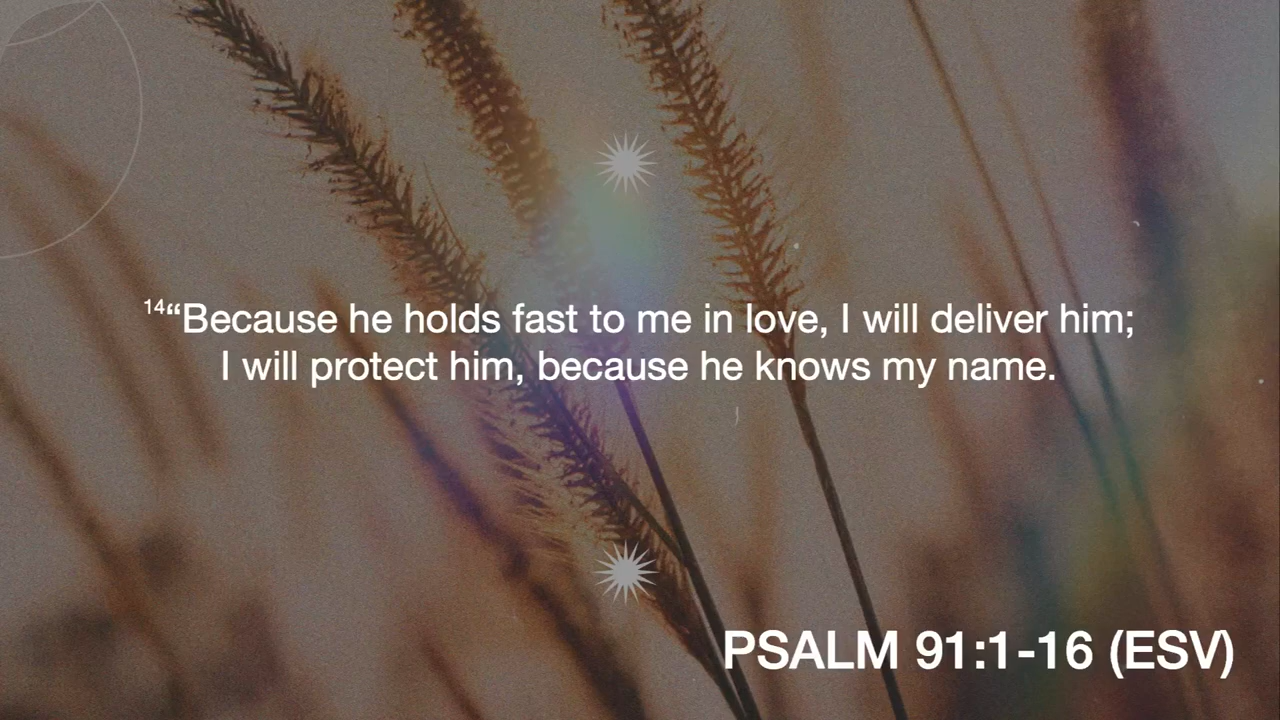 14“Because he holds fast to me in love, I will deliver him;
I will protect him, because he knows my name.
PSALM 91:1-16 (ESV)